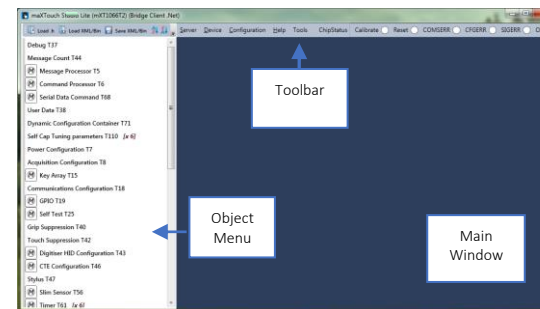 maXTouch Studio Lite (mXT1066T2) (Bridge Client .Net)
Load X Load XML/Bin Save XML/Bin Server Device Configuration Help Tools ChipStatus Calibrate Reset COMSERR CFGERR SIGERR
Debug T37
Message Count T44
Message Processor T5
Command Processor T6
Serial Data Command T68
User Data T38
Dynamic Configuration Container T71
Self Cap Tuning parameters T110 [x 6]
Power Configuration T7
Acquisition Configuration T8
Key Array T15
Communications Configuration T18
GPIO T19
Self Test T25
Grip Suppression T40
Touch Suppression T42
Digitiser HID Configuration T43
CTE Configuration T46
Stylus T47
Slim Sensor T56
Timer T61 [x 6]
Toolbar
Object
Menu
Main
Window